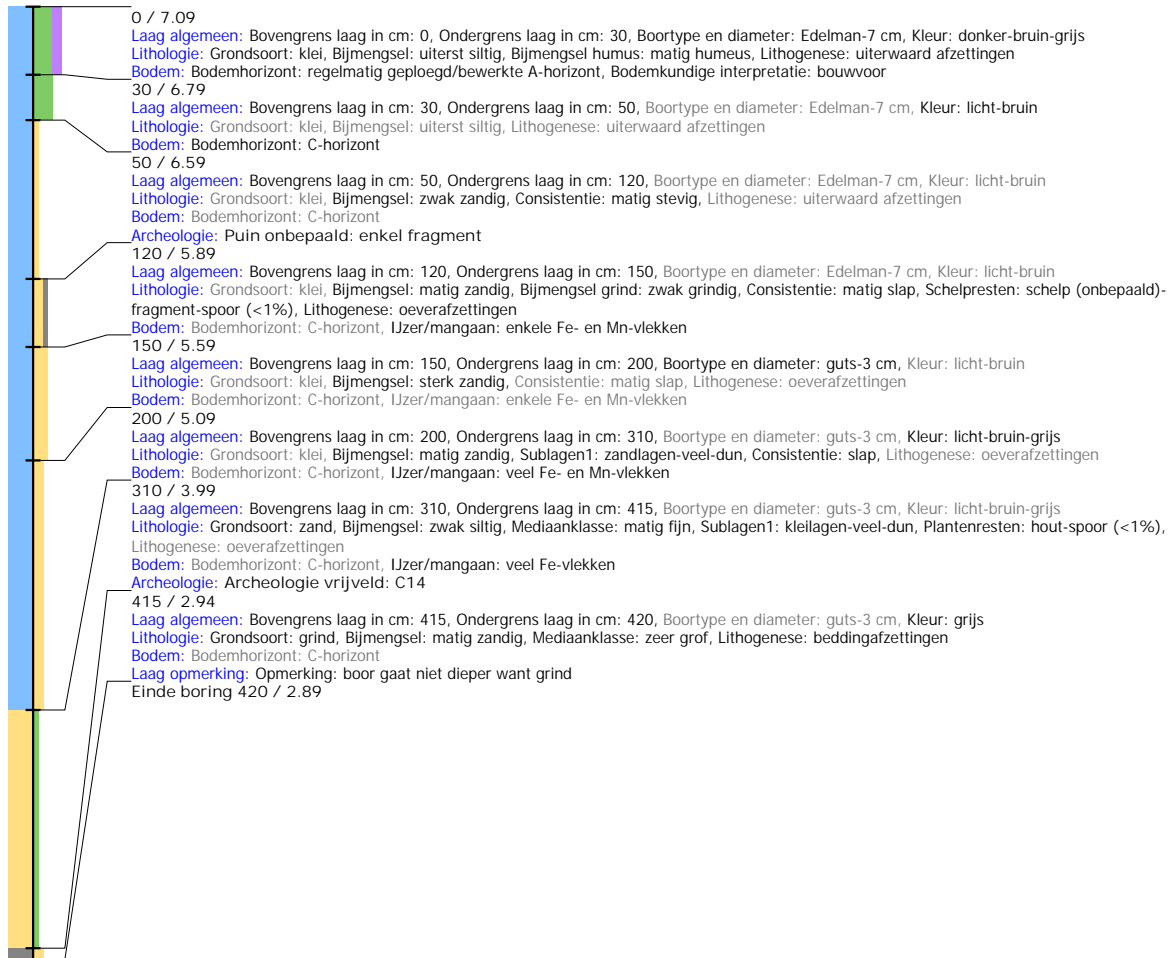 0 / 7.09
Laag algemeen: Bovengrens laag in cm: 0, Ondergrens laag in cm: 30, Boortype en diameter: Edelman-7 cm, Kleur: donker-bruin-grijs
Lithologie: Grondsoort: klei, Bijmengsel: uiterst siltig, Bijmengsel humus: matig humeus, Lithogenese: uiterwaard afzettingen
Bodem: Bodemhorizont: regelmatig geploegd/bewerkte A-horizont, Bodemkundige interpretatie: bouwvoor
30 / 6.79
Laag algemeen: Bovengrens laag in cm: 30, Ondergrens laag in cm: 50, Boortype en diameter: Edelman-7 cm, Kleur: licht-bruin
Lithologie: Grondsoort: klei, Bijmengsel: uiterst siltig, Lithogenese: uiterwaard afzettingen
Bodem: Bodemhorizont: C-horizont
50 / 6.59
Laag algemeen: Bovengrens laag in cm: 50, Ondergrens laag in cm: 120, Boortype en diameter: Edelman-7 cm, Kleur: licht-bruin
Lithologie: Grondsoort: klei, Bijmengsel: zwak zandig, Consistentie: matig stevig, Lithogenese: uiterwaard afzettingen
Bodem: Bodemhorizont: C-horizont
Archeologie: Puin onbepaald: enkel fragment
120 / 5.89
Laag algemeen: Bovengrens laag in cm: 120, Ondergrens laag in cm: 150, Boortype en diameter: Edelman-7 cm, Kleur: licht-bruin
Lithologie: Grondsoort: klei, Bijmengsel: matig zandig, Bijmengsel grind: zwak grindig, Consistentie: matig slap, Schelpresten: schelp (onbepaald)-
fragment-spoor (<1%), Lithogenese: oeverafzettingen
Bodem: Bodemhorizont: C-horizont, IJzer/mangaan: enkele Fe- en Mn-vlekken
150 / 5.59
Laag algemeen: Bovengrens laag in cm: 150, Ondergrens laag in cm: 200, Boortype en diameter: guts-3 cm, Kleur: licht-bruin
Lithologie: Grondsoort: klei, Bijmengsel: sterk zandig, Consistentie: matig slap, Lithogenese: oeverafzettingen
Bodem: Bodemhorizont: C-horizont, IJzer/mangaan: enkele Fe- en Mn-vlekken
200 / 5.09
Laag algemeen: Bovengrens laag in cm: 200, Ondergrens laag in cm: 310, Boortype en diameter: guts-3 cm, Kleur: licht-bruin-grijs
Lithologie: Grondsoort: klei, Bijmengsel: matig zandig, Sublagen1: zandlagen-veel-dun, Consistentie: slap, Lithogenese: oeverafzettingen
Bodem: Bodemhorizont: C-horizont, IJzer/mangaan: veel Fe- en Mn-vlekken
310 / 3.99
Laag algemeen: Bovengrens laag in cm: 310, Ondergrens laag in cm: 415, Boortype en diameter: guts-3 cm, Kleur: licht-bruin-grijs
Lithologie: Grondsoort: zand, Bijmengsel: zwak siltig, Mediaanklasse: matig fijn, Sublagen1: kleilagen-veel-dun, Plantenresten: hout-spoor (<1%),
Lithogenese: oeverafzettingen
Bodem: Bodemhorizont: C-horizont, IJzer/mangaan: veel Fe-vlekken
Archeologie: Archeologie vrijveld: C14
415 / 2.94
Laag algemeen: Bovengrens laag in cm: 415, Ondergrens laag in cm: 420, Boortype en diameter: guts-3 cm, Kleur: grijs
Lithologie: Grondsoort: grind, Bijmengsel: matig zandig, Mediaanklasse: zeer grof, Lithogenese: beddingafzettingen
Bodem: Bodemhorizont: C-horizont
Laag opmerking: Opmerking: boor gaat niet dieper want grind
Einde boring 420 / 2.89